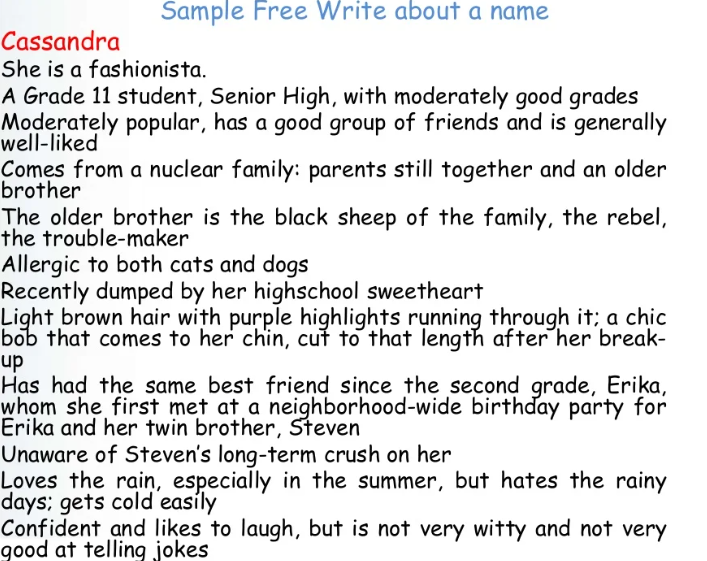 Sample Free Write about a name
Cassandra
She is a fashionista.
A Grade 11 student, Senior High, with moderately good grades
Moderately popular, has a good group of friends and is generally
well-liked
Comes from a nuclear family: parents still together and an older
brother
The older brother is the black sheep of the family, the rebel,
the trouble-maker
Allergic to both cats and dogs
Recently dumped by her highschool sweetheart
Light brown hair with purple highlights running through it; a chic
bob that comes to her chin, cut to that length after her break-
up
Has had the same best friend since the second grade, Erika,
whom she first met at a neighborhood-wide birthday party for
Erika and her twin brother, Steven
Unaware of Steven's long-term crush on her
Loves the rain, especially in the summer, but hates the rainy
days; gets cold easily
Confident and likes to laugh, but is not very witty and not very
good at telling jokes